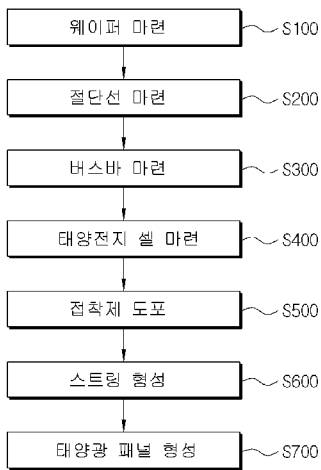 웨이퍼 마련 S100
절단선 마련 S200
버스바 마련 S300
태양전지 셀 마련 S400
접착제 도포 S500
스트링 형성 S600
태양광 패널 형성 S700